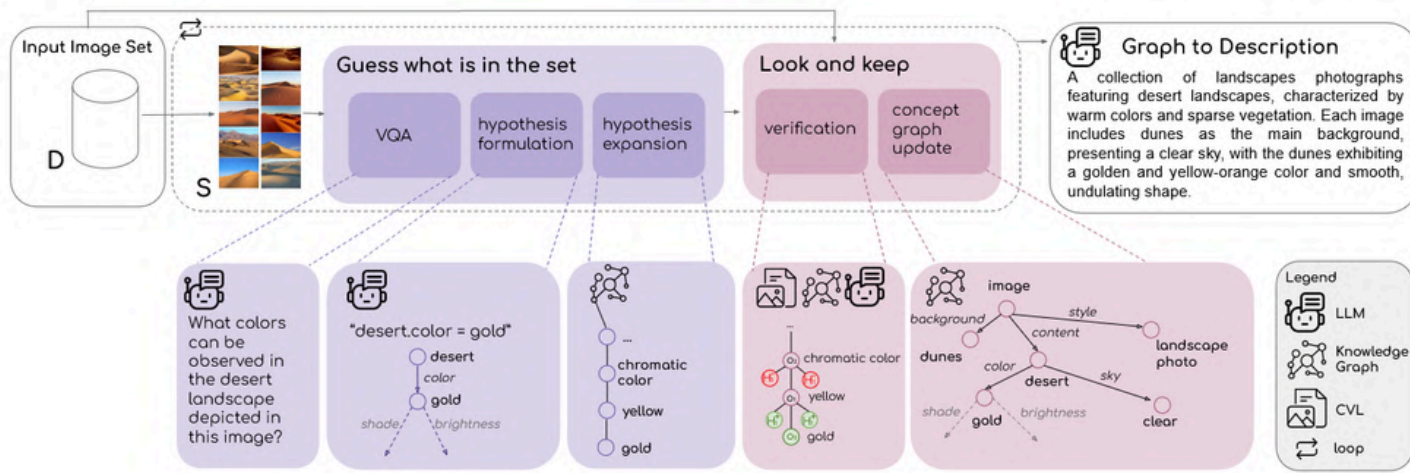 Input Image Set
D
S
Guess what is in the set
VQA
hypothesis
formulation
hypothesis
expansion
Look and keep
verification
concept
graph
update
Graph to Description
A collection of landscapes photographs
featuring desert landscapes, characterized by
warm colors and sparse vegetation. Each image
includes dunes as the main background,
presenting a clear sky, with the dunes exhibiting
a golden and yellow-orange color and smooth,
undulating shape.
What colors
can be
observed in
the desert
landscape
depicted in
this image?
"desert.color = gold"
desert
color
gold
shade
brightness
...
chromatic
color
yellow
gold
...
chromatic color
yellow
gold
image
background
style
content
dunes
landscape
photo
color
desert
sky
gold
clear
shade
brightness
Legend
LLM
Knowledge
Graph
CVL
loop